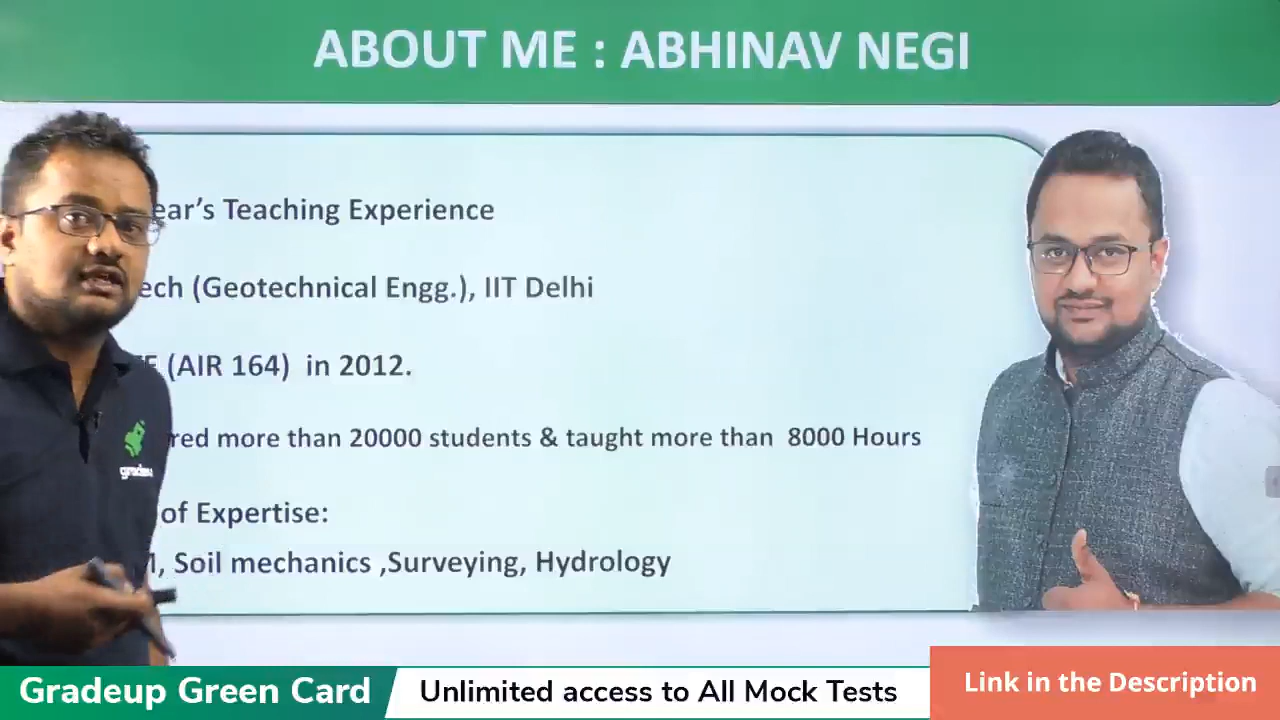 ABOUT ME : ABHINAV NEGI
ear’s Teaching Experience
ech (Geotechnical Engg.), IIT Delhi
(AIR 164) in 2012.
red more than 20000 students & taught more than 8000 Hours
of Expertise:
, Soil mechanics ,Surveying, Hydrology
gradeup
Gradeup Green Card
Unlimited access to All Mock Tests
Link in the Description